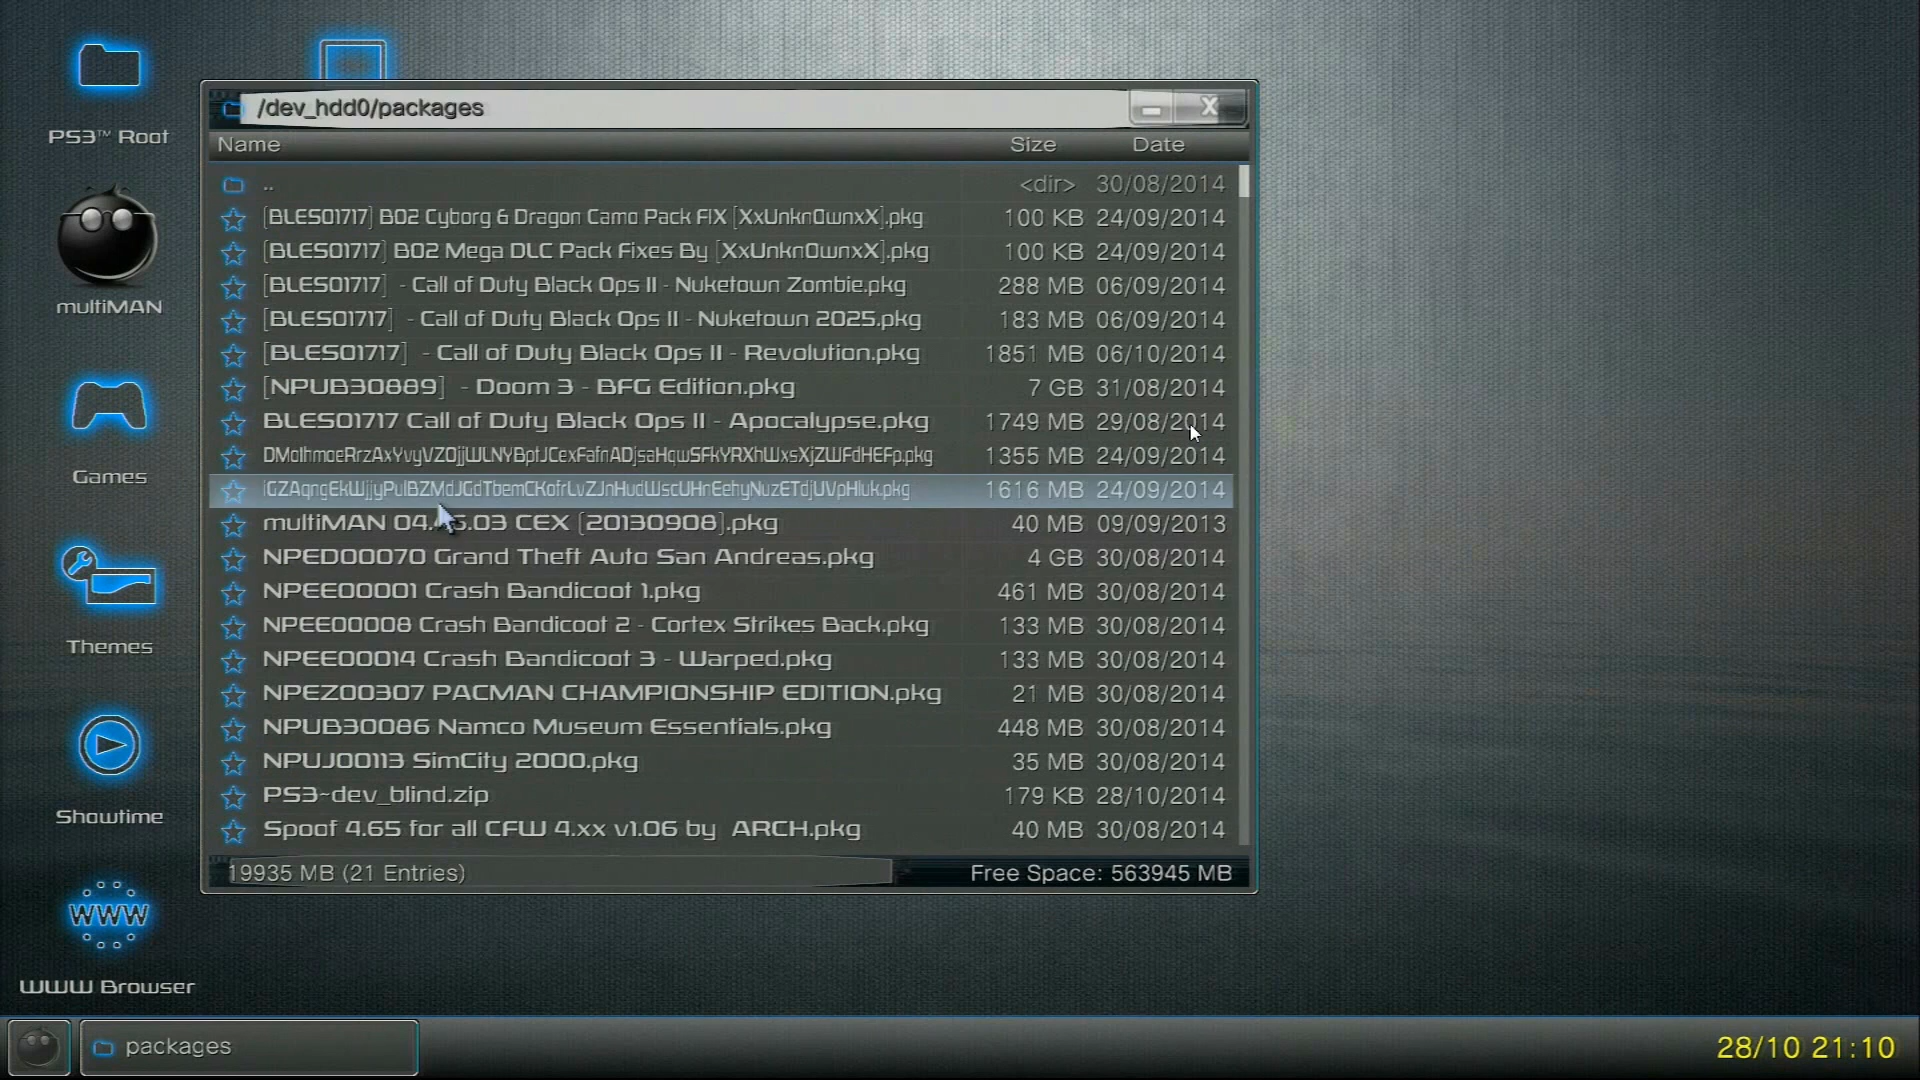 PS3™ Root
multiMAN
Games
Themes
Showtime
WWW
WWW Browser
/dev_hdd0/packages
X
Name Size Date
.. <dir> 30/08/2014
[BLES01717] BO2 Cyborg & Dragon Camo Pack FIX [XxUnkn0wnxX].pkg 100 KB 24/09/2014
[BLES01717] BO2 Mega DLC Pack Fixes By [XxUnkn0wnxX].pkg 100 KB 24/09/2014
[BLES01717] - Call of Duty Black Ops II - Nuketown Zombie.pkg 288 MB 06/09/2014
[BLES01717] - Call of Duty Black Ops II - Nuketown 2025.pkg 183 MB 06/09/2014
[BLES01717] - Call of Duty Black Ops II - Revolution.pkg 1851 MB 06/10/2014
[NPUB30889] - Doom 3 - BFG Edition.pkg 7 GB 31/08/2014
BLES01717 Call of Duty Black Ops II - Apocalypse.pkg 1749 MB 29/08/2014
1355 MB 24/09/2014
1616 MB 24/09/2014
multiMAN CEX [20130908].pkg 40 MB 09/09/2013
NPED00070 Grand Theft Auto San Andreas.pkg 4 GB 30/08/2014
NPEE00001 Crash Bandicoot 1.pkg 461 MB 30/08/2014
NPEE00008 Crash Bandicoot 2 - Cortex Strikes Back.pkg 133 MB 30/08/2014
NPEE00014 Crash Bandicoot 3 - Warped.pkg 133 MB 30/08/2014
NPEZ00307 PACMAN CHAMPIONSHIP EDITION.pkg 21 MB 30/08/2014
NPUB30086 Namco Museum Essentials.pkg 448 MB 30/08/2014
NPUJ00113 SimCity 2000.pkg 35 MB 30/08/2014
PS3~dev_blind.zip 179 KB 28/10/2014
Spoof 4.65 for all CFW 4.xx v1.06 by ARCH.pkg 40 MB 30/08/2014
19935 MB (21 Entries) Free Space: 563945 MB
packages
28/10 21:10